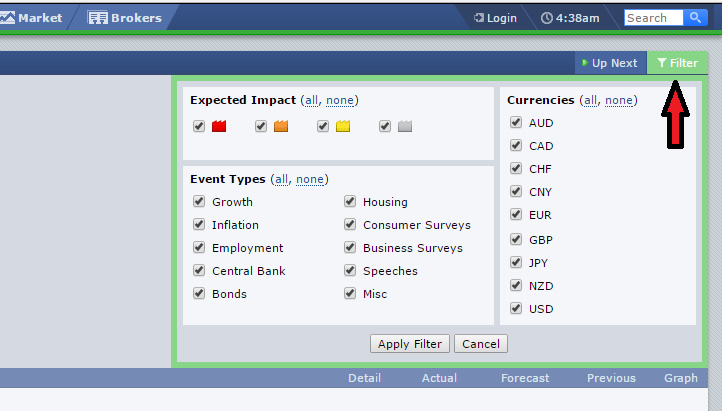 Market Brokers Login 4:38am Search
Up Next Filter
Expected Impact (all, none)
Event Types (all, none)
Growth Housing
Inflation Consumer Surveys
Employment Business Surveys
Central Bank Speeches
Bonds Misc
Currencies (all, none)
AUD
CAD
CHF
CNY
EUR
GBP
JPY
NZD
USD
Apply Filter Cancel
Detail Actual Forecast Previous Graph